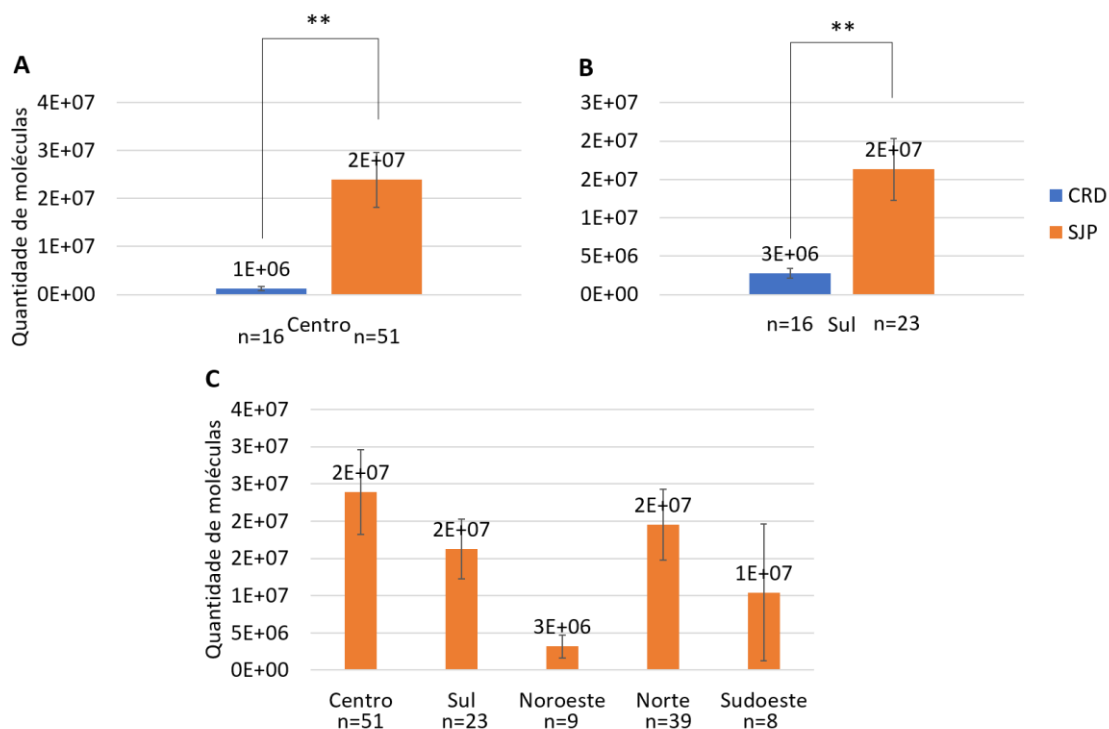 **
A
Quantidade de moléculas
4E+07
3E+07
2E+07
1E+07
0E+00
1E+06
2E+07
Centro
n=16
n=51
**
B
3E+07
2E+07
2E+07
1E+07
5E+06
0E+00
3E+06
2E+07
n=16 Sul n=23
CRD
SJP
C
Quantidade de moléculas
4E+07
3E+07
3E+07
2E+07
2E+07
1E+07
1E+07
5E+06
0E+00
2E+07
2E+07
3E+06
2E+07
1E+07
Centro Sul Noroeste Norte Sudoeste
n=51 n=23 n=9 n=39 n=8